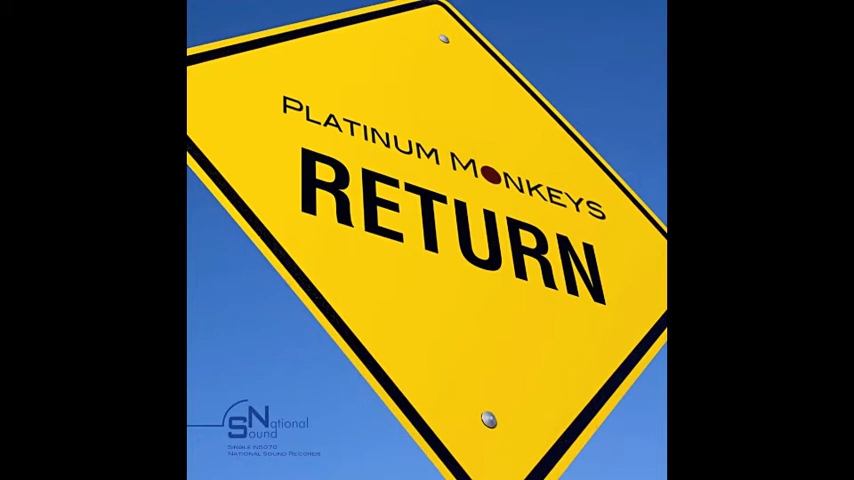 PLATINUM MONKEYS
RETURN
National
Sound
SINGLE NS070
NATIONAL SOUND RECORDS